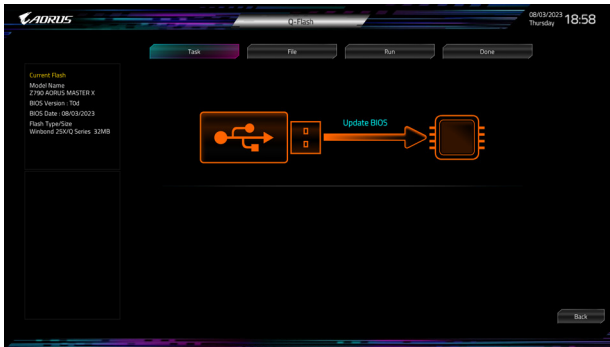 AORUS
Q-Flash
08/03/2023
Thursday
18:58
Task
File
Run
Done
Current Flash
Model Name
Z790 AORUS MASTER X
BIOS Version : T0d
BIOS Date : 08/03/2023
Flash Type/Size
Winbond 25X/Q Series 32MB
Update BIOS
Back